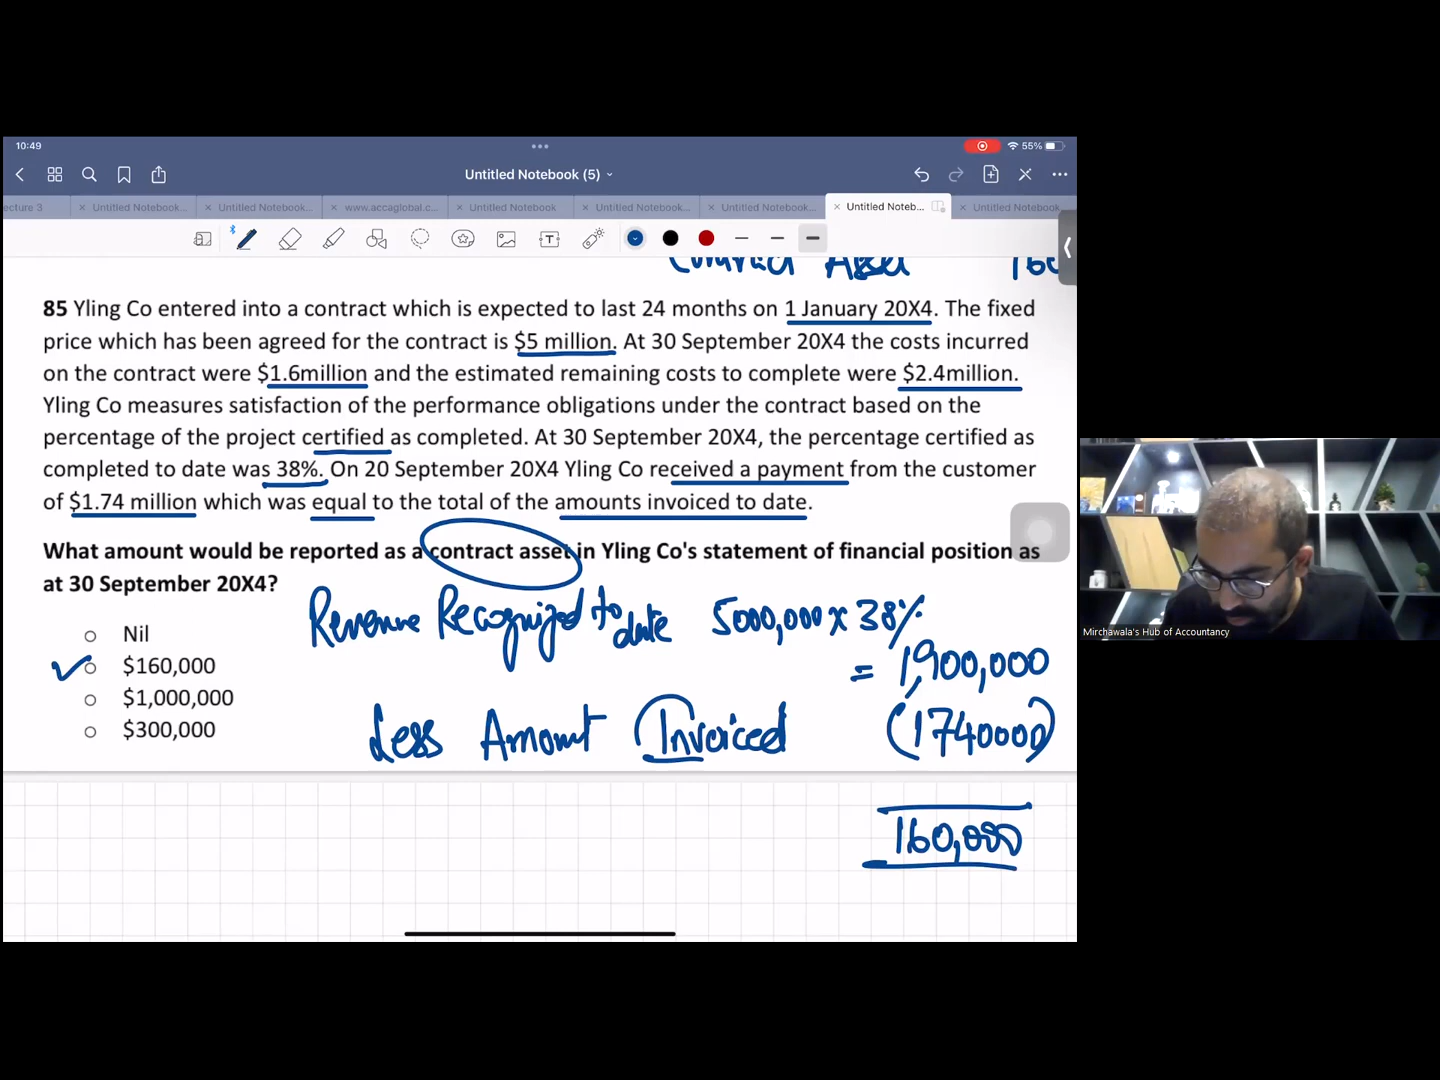 10:49
55%
Untitled Notebook (5)
ecture 3
Untitled Notebook...
Untitled Notebook...
www.accaglobal.c...
Untitled Notebook
Untitled Notebook...
Untitled Notebook...
Untitled Noteb...
Untitled Notebook
T
Contract Asset 160
85 Yling Co entered into a contract which is expected to last 24 months on 1 January 20X4. The fixed
price which has been agreed for the contract is $5 million. At 30 September 20X4 the costs incurred
on the contract were $1.6million and the estimated remaining costs to complete were $2.4million.
Yling Co measures satisfaction of the performance obligations under the contract based on the
percentage of the project certified as completed. At 30 September 20X4, the percentage certified as
completed to date was 38%. On 20 September 20X4 Yling Co received a payment from the customer
of $1.74 million which was equal to the total of the amounts invoiced to date.
What amount would be reported as a contract asset in Yling Co's statement of financial position as
at 30 September 20X4?
Nil
$160,000
$1,000,000
$300,000
Revenue Recognized to date 5000,000 x 38%
= 1,900,000
Less Amount Invoiced (1740000)
160,000
Mirchawala's Hub of Accountancy